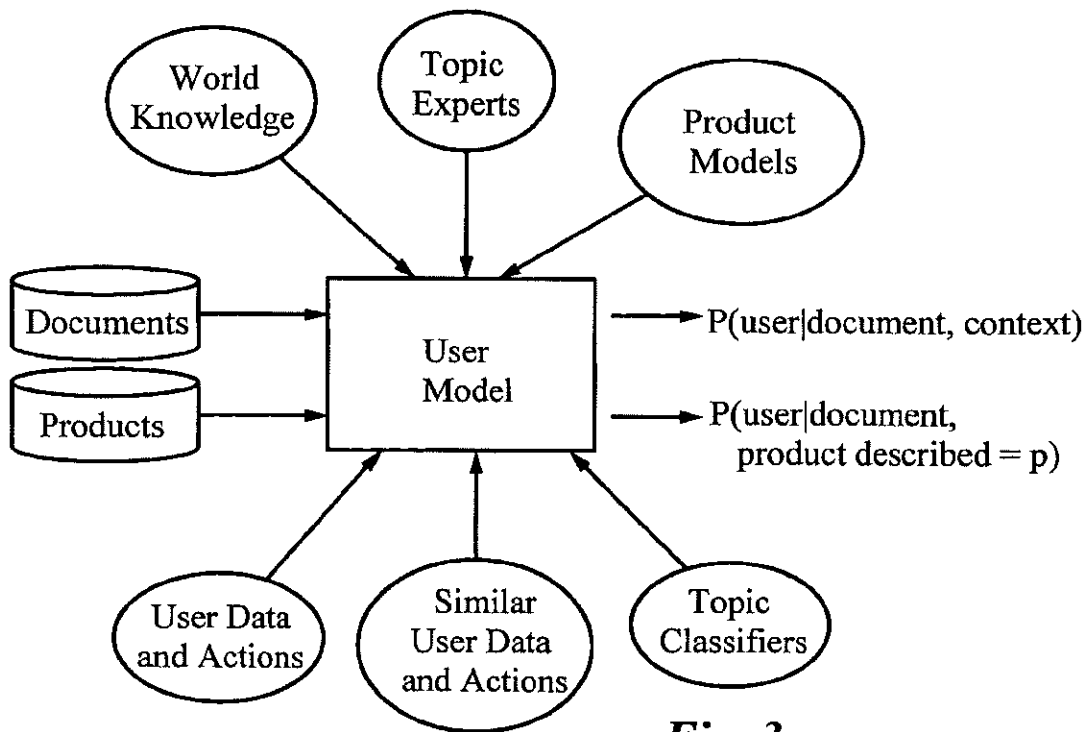 World
Knowledge
Topic
Experts
Product
Models
Documents
Products
User
Model
P(user|document, context)
P(user|document,
product described = p)
User Data
and Actions
Similar
User Data
and Actions
Topic
Classifiers